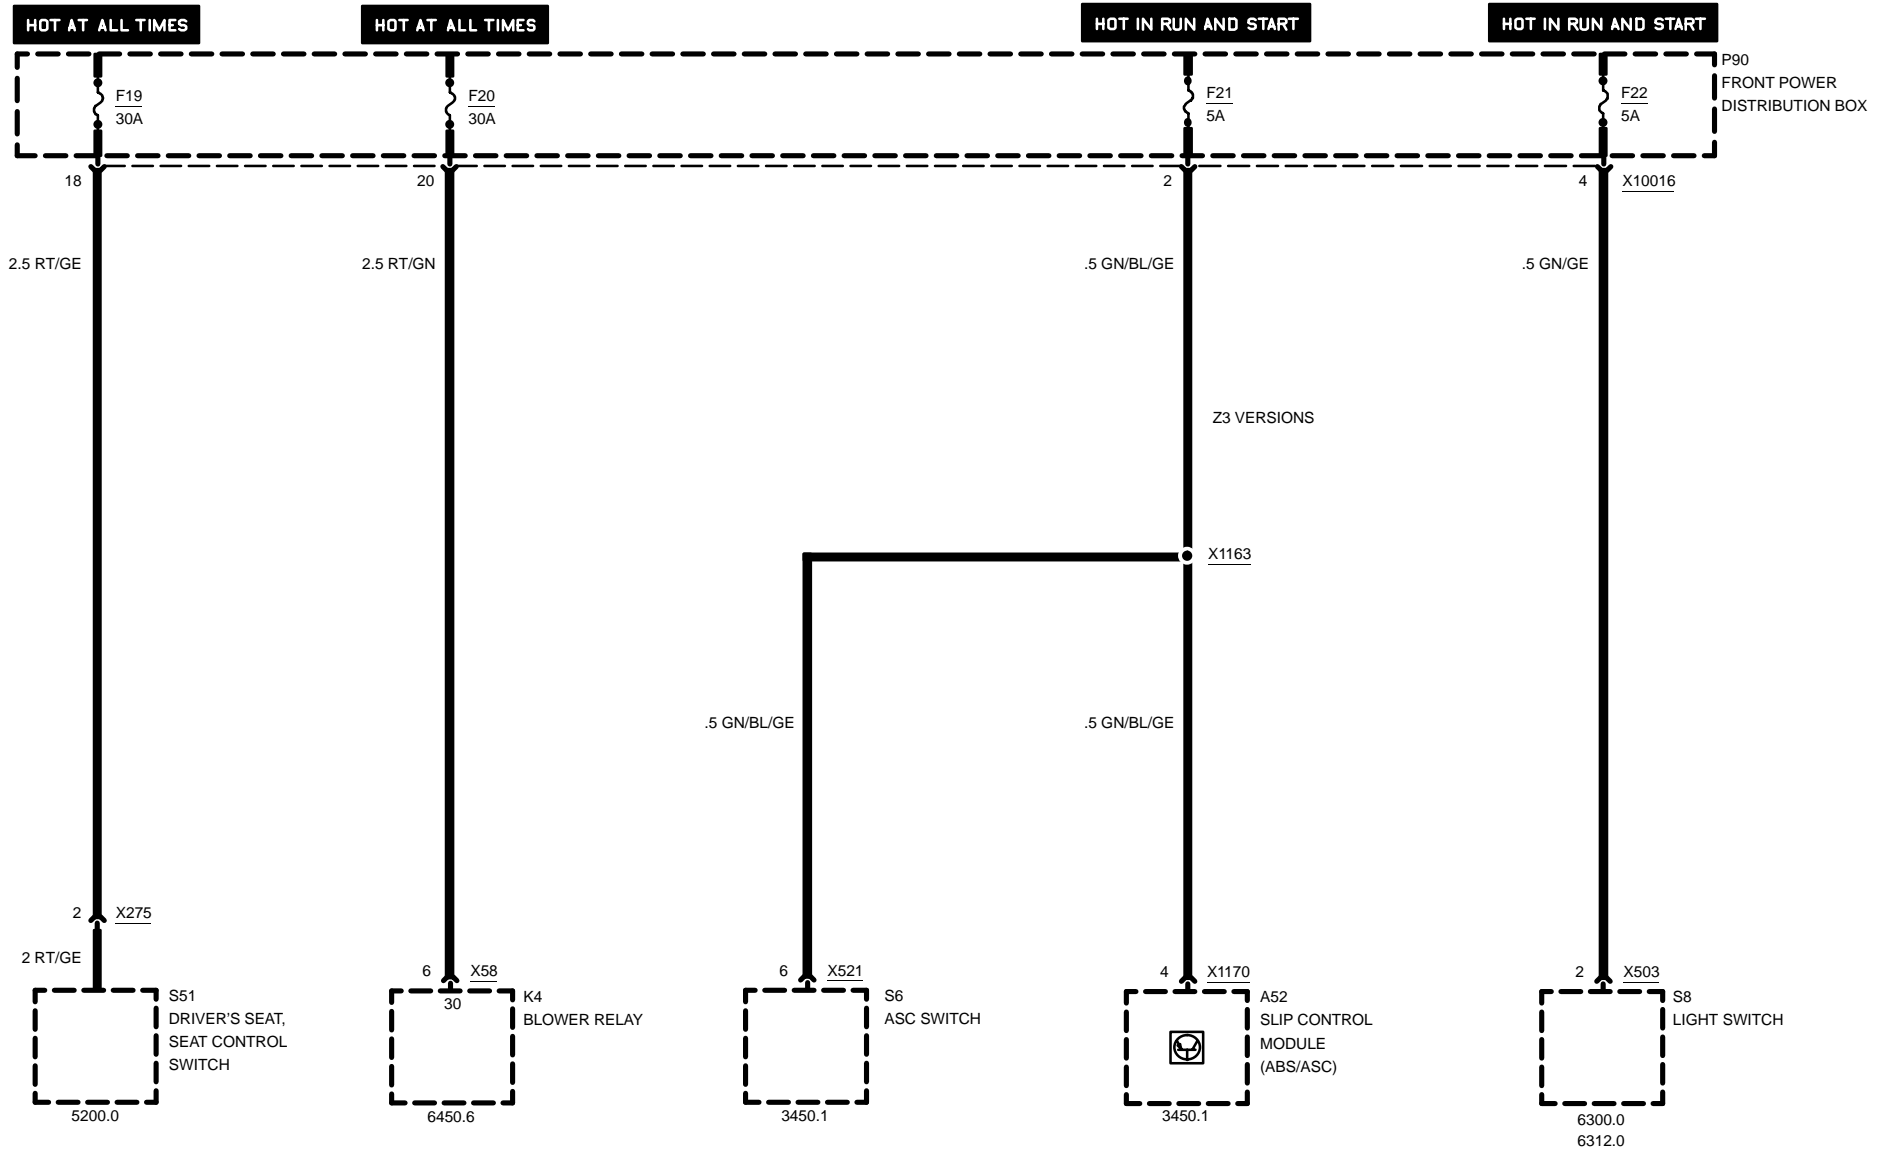 HOT AT ALL TIMES
HOT AT ALL TIMES
HOT IN RUN AND START
HOT IN RUN AND START
P90
FRONT POWER
DISTRIBUTION BOX
F19
30A
F20
30A
F21
5A
F22
5A
18
20
2
4
X10016
2.5 RT/GE
2.5 RT/GN
.5 GN/BL/GE
.5 GN/GE
Z3 VERSIONS
X1163
.5 GN/BL/GE
.5 GN/BL/GE
2
X275
2 RT/GE
6
X58
6
X521
4
X1170
2
X503
S51
DRIVER'S SEAT,
SEAT CONTROL
SWITCH
30
K4
BLOWER RELAY
S6
ASC SWITCH
A52
SLIP CONTROL
MODULE
(ABS/ASC)
S8
LIGHT SWITCH
5200.0
6450.6
3450.1
3450.1
6300.0
6312.0